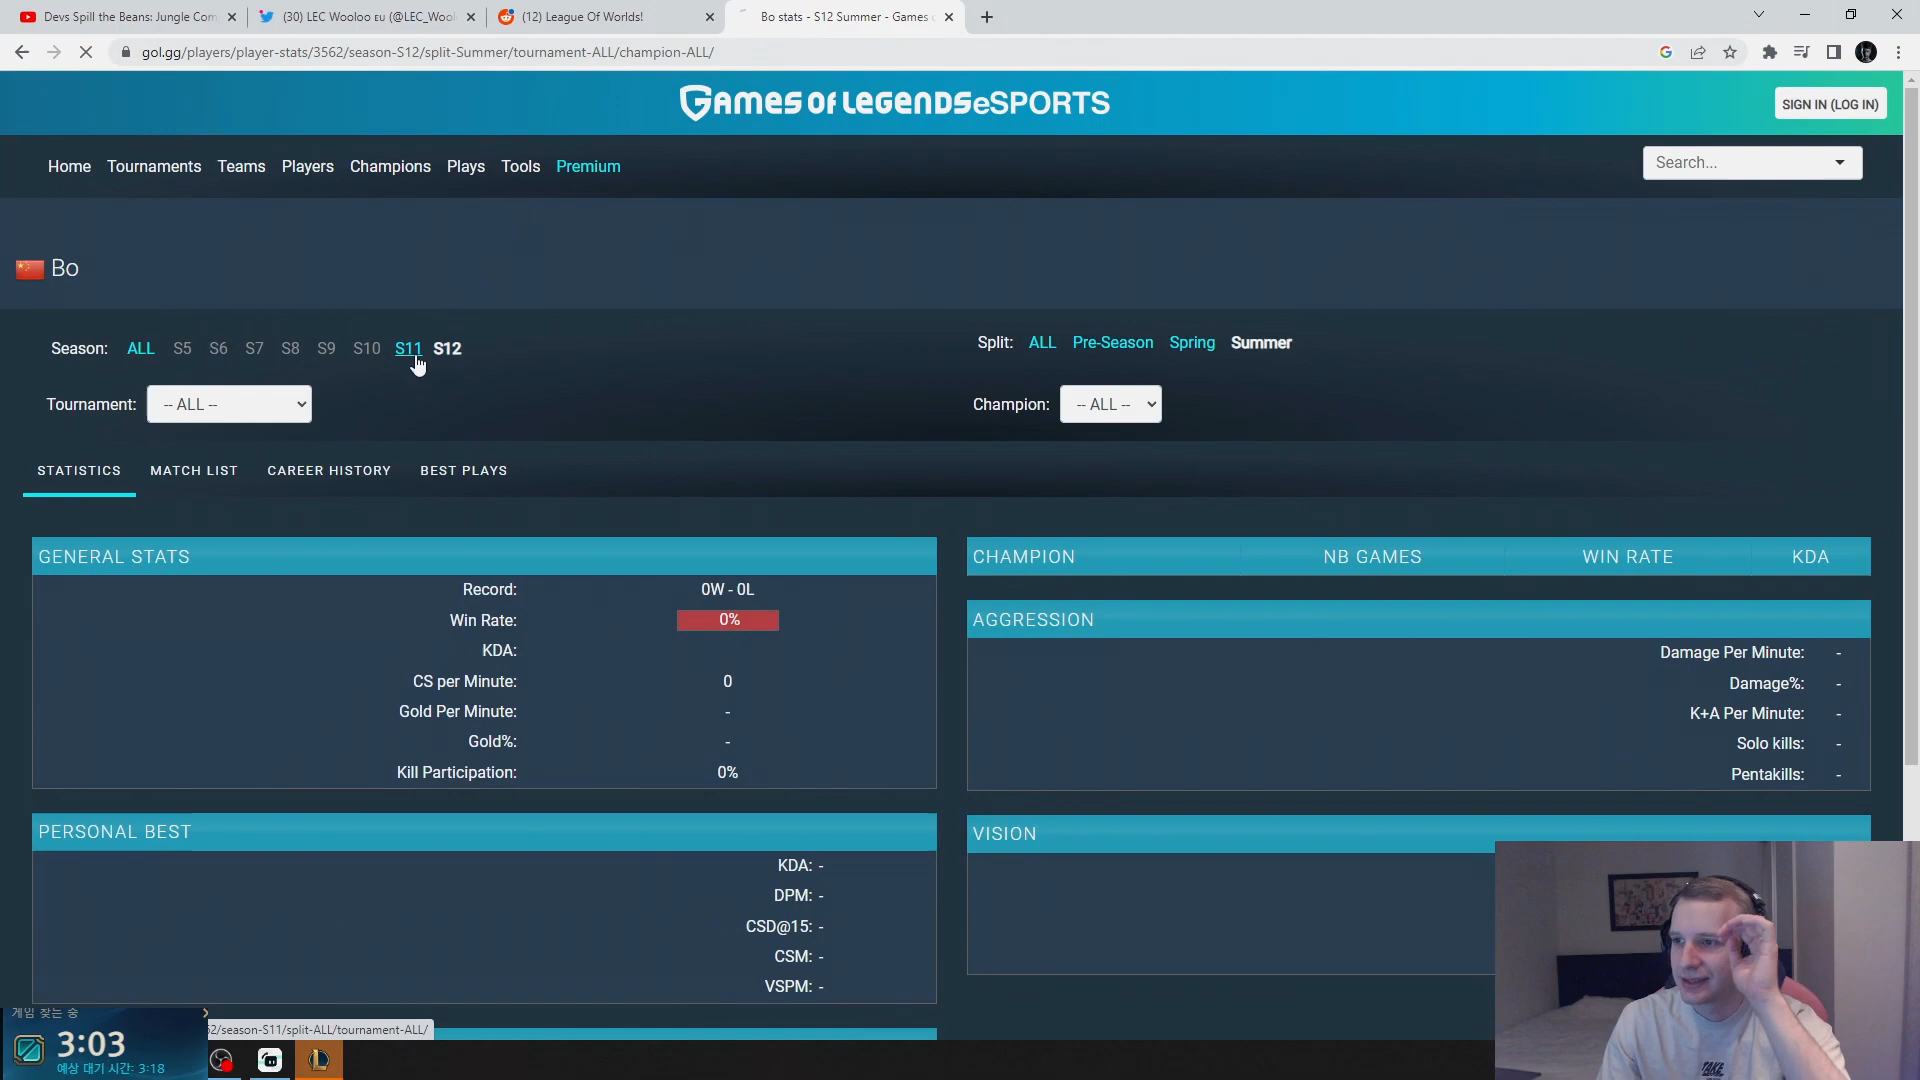 Devs Spill the Beans: Jungle Com
(30) LEC Wooloo ɛu (@LEC_Wool
(12) League Of Worlds!
Bo stats - S12 Summer - Games o
gol.gg/players/player-stats/3562/season-S12/split-Summer/tournament-ALL/champion-ALL/
GAMES OF LEGENDS eSPORTS
SIGN IN (LOG IN)
Home Tournaments Teams Players Champions Plays Tools Premium
Search...
Bo
Season: ALL S5 S6 S7 S8 S9 S10 S11 S12
Split: ALL Pre-Season Spring Summer
Tournament: -- ALL --
Champion: -- ALL --
STATISTICS MATCH LIST CAREER HISTORY BEST PLAYS
GENERAL STATS
Record: 0W - 0L
Win Rate: 0%
KDA:
CS per Minute: 0
Gold Per Minute: -
Gold%: -
Kill Participation: 0%
CHAMPION NB GAMES WIN RATE KDA
AGGRESSION
Damage Per Minute: -
Damage%: -
K+A Per Minute: -
Solo kills: -
Pentakills: -
PERSONAL BEST
KDA: -
DPM: -
CSD@15: -
CSM: -
VSPM: -
VISION
게임 찾는 중
3:03
예상 대기 시간: 3:18
52/season-S11/split-ALL/tournament-ALL/
TAKE